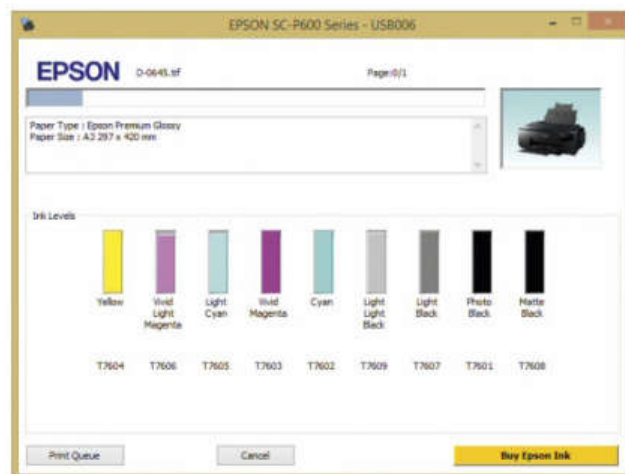 EPSON SC-P600 Series - USB006
EPSON D-0645.tif Page:0/1
Paper Type : Epson Premium Glossy
Paper Size : A3 297 x 420 mm
Ink Levels
Yellow
Vivid Light Magenta
Light Cyan
Vivid Magenta
Cyan
Light Light Black
Light Black
Photo Black
Matte Black
T7604 T7606 T7605 T7603 T7602 T7609 T7607 T7601 T7608
Print Queue Cancel Buy Epson Ink